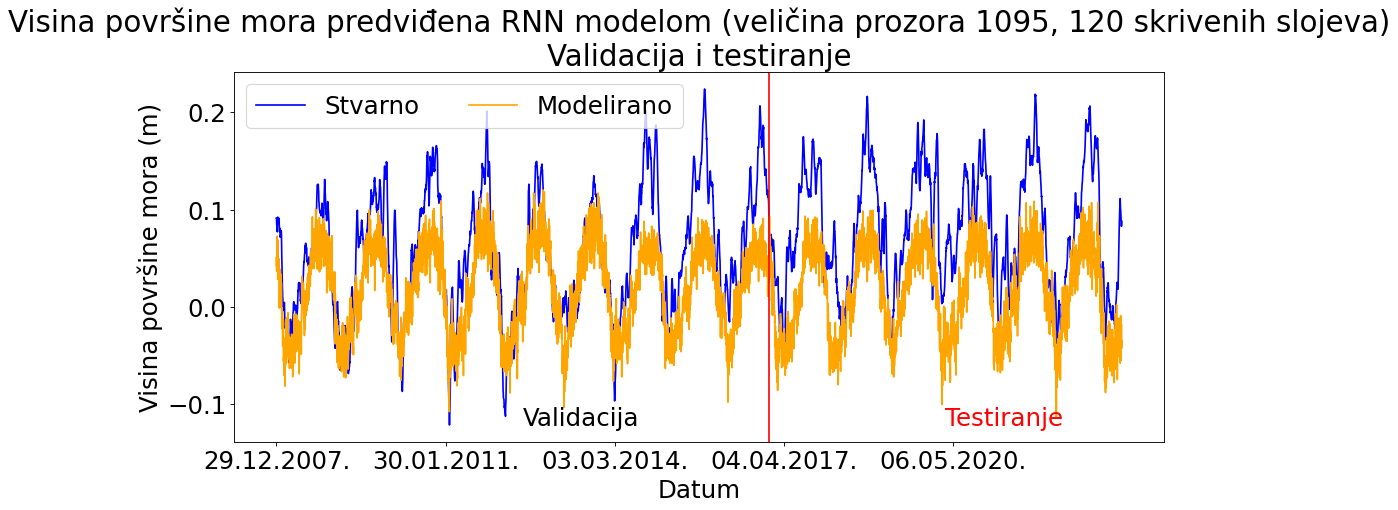 Visina površine mora predviđena RNN modelom (veličina prozora 1095, 120 skrivenih slojeva)
Validacija i testiranje
Stvarno Modelirano
Visina površine mora (m)
0.2
0.1
0.0
−0.1
Validacija Testiranje
29.12.2007. 30.01.2011. 03.03.2014. 04.04.2017. 06.05.2020.
Datum